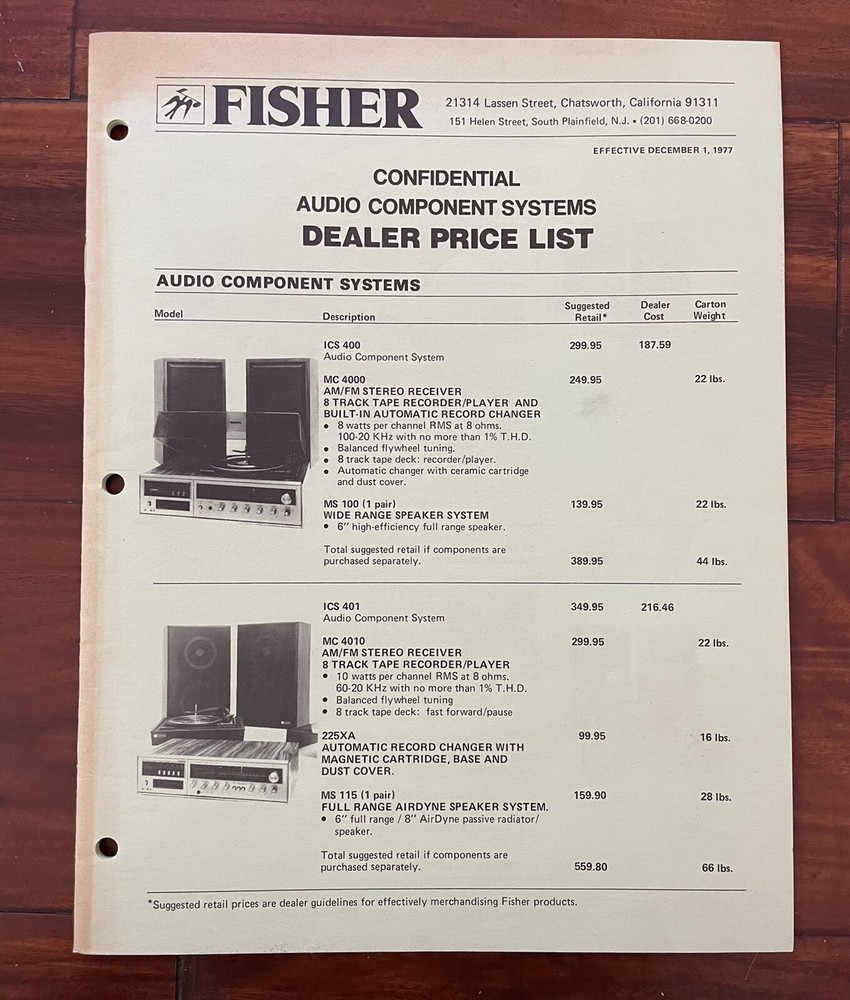 FISHER
21314 Lassen Street, Chatsworth, California 91311
151 Helen Street, South Plainfield, N.J. • (201) 668-0200
EFFECTIVE DECEMBER 1, 1977
CONFIDENTIAL
AUDIO COMPONENT SYSTEMS
DEALER PRICE LIST
AUDIO COMPONENT SYSTEMS
Model Description Suggested Retail* Dealer Cost Carton Weight
ICS 400 299.95 187.59
Audio Component System
MC 4000 249.95 22 lbs.
AM/FM STEREO RECEIVER
8 TRACK TAPE RECORDER/PLAYER AND
BUILT-IN AUTOMATIC RECORD CHANGER
• 8 watts per channel RMS at 8 ohms.
100-20 KHz with no more than 1% T.H.D.
• Balanced flywheel tuning.
• 8 track tape deck: recorder/player.
• Automatic changer with ceramic cartridge
and dust cover.
MS 100 (1 pair) 139.95 22 lbs.
WIDE RANGE SPEAKER SYSTEM
• 6″ high-efficiency full range speaker.
Total suggested retail if components are
purchased separately. 389.95 44 lbs.
ICS 401 349.95 216.46
Audio Component System
MC 4010 299.95 22 lbs.
AM/FM STEREO RECEIVER
8 TRACK TAPE RECORDER/PLAYER
• 10 watts per channel RMS at 8 ohms.
60-20 KHz with no more than 1% T.H.D.
• Balanced flywheel tuning
• 8 track tape deck: fast forward/pause
225XA 99.95 16 lbs.
AUTOMATIC RECORD CHANGER WITH
MAGNETIC CARTRIDGE, BASE AND
DUST COVER.
MS 115 (1 pair) 159.90 28 lbs.
FULL RANGE AIRDYNE SPEAKER SYSTEM.
• 6″ full range / 8″ AirDyne passive radiator/
speaker.
Total suggested retail if components are
purchased separately. 559.80 66 lbs.
*Suggested retail prices are dealer guidelines for effectively merchandising Fisher products.